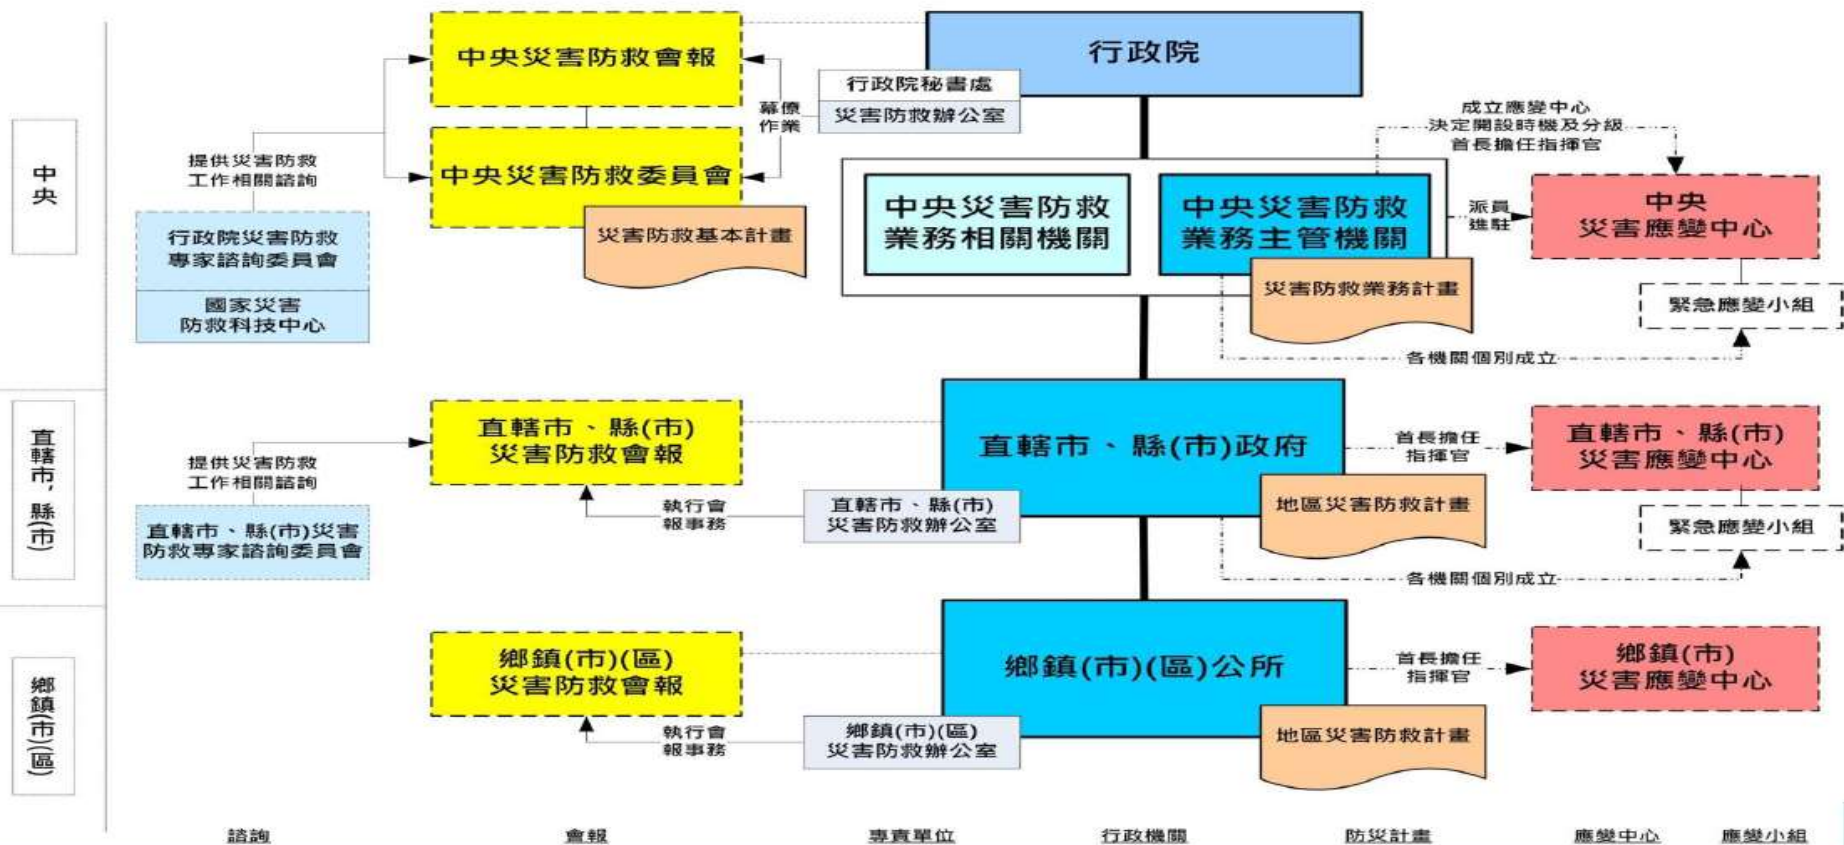 中央
中央災害防救會報
行政院
行政院秘書處
災害防救辦公室
幕僚
作業
中央災害防救委員會
災害防救基本計畫
提供災害防救
工作相關諮詢
行政院災害防救
專家諮詢委員會
國家災害
防救科技中心
中央災害防救
業務相關機關
中央災害防救
業務主管機關
災害防救業務計畫
成立應變中心
決定開設時機及分級
首長擔任指揮官
派員
進駐
中央
災害應變中心
緊急應變小組
各機關個別成立
直轄市、縣(市)
直轄市、縣(市)
災害防救會報
提供災害防救
工作相關諮詢
直轄市、縣(市)災害
防救專家諮詢委員會
執行會
報事務
直轄市、縣(市)
災害防救辦公室
直轄市、縣(市)政府
地區災害防救計畫
首長擔任
指揮官
直轄市、縣(市)
災害應變中心
緊急應變小組
各機關個別成立
鄉鎮(市)(區)
鄉鎮(市)(區)
災害防救會報
執行會
報事務
鄉鎮(市)(區)
災害防救辦公室
鄉鎮(市)(區)公所
地區災害防救計畫
首長擔任
指揮官
鄉鎮(市)
災害應變中心
諮詢
會報
專責單位
行政機關
防災計畫
應變中心
應變小組